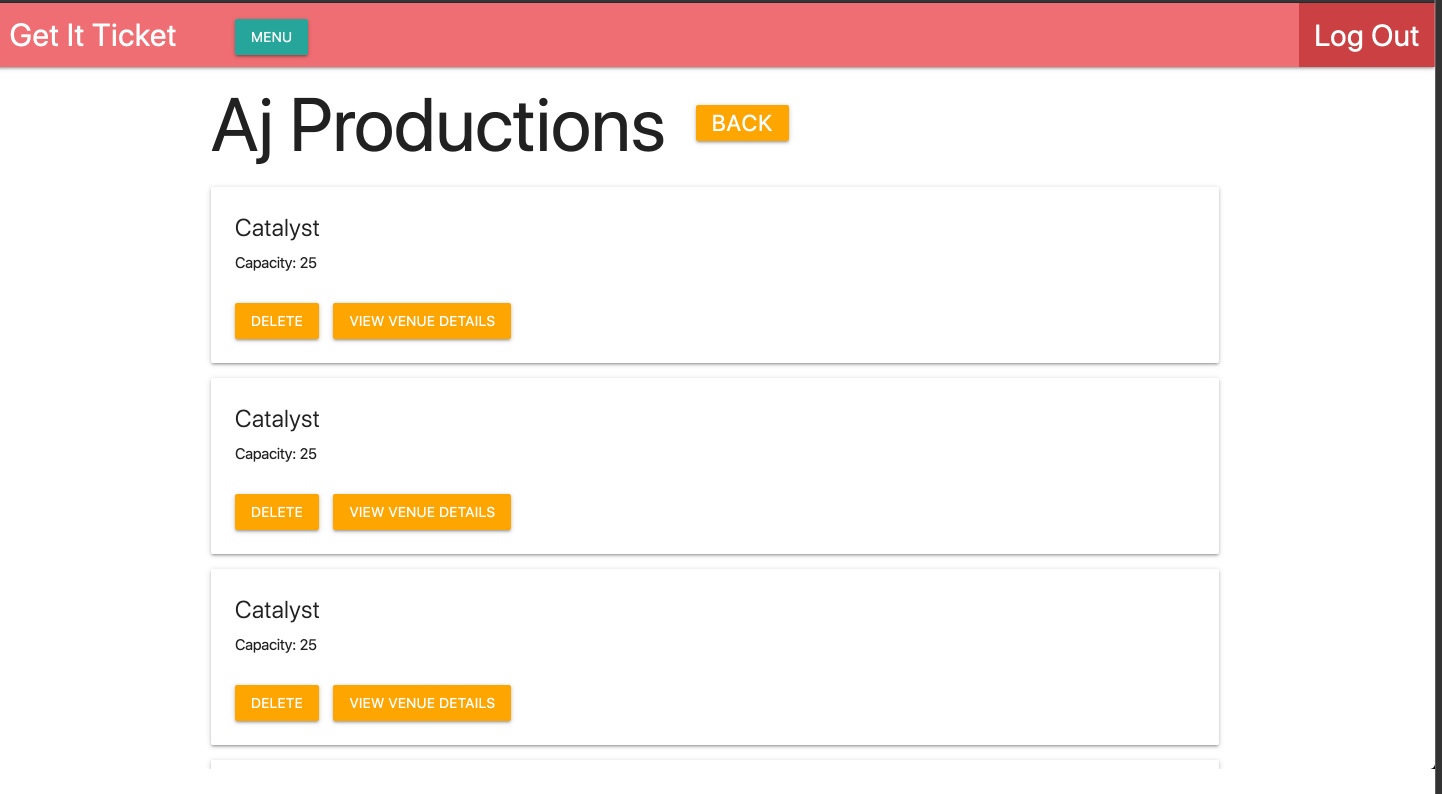 Get It Ticket MENU Log Out
Aj Productions BACK
Catalyst
Capacity: 25
DELETE VIEW VENUE DETAILS
Catalyst
Capacity: 25
DELETE VIEW VENUE DETAILS
Catalyst
Capacity: 25
DELETE VIEW VENUE DETAILS